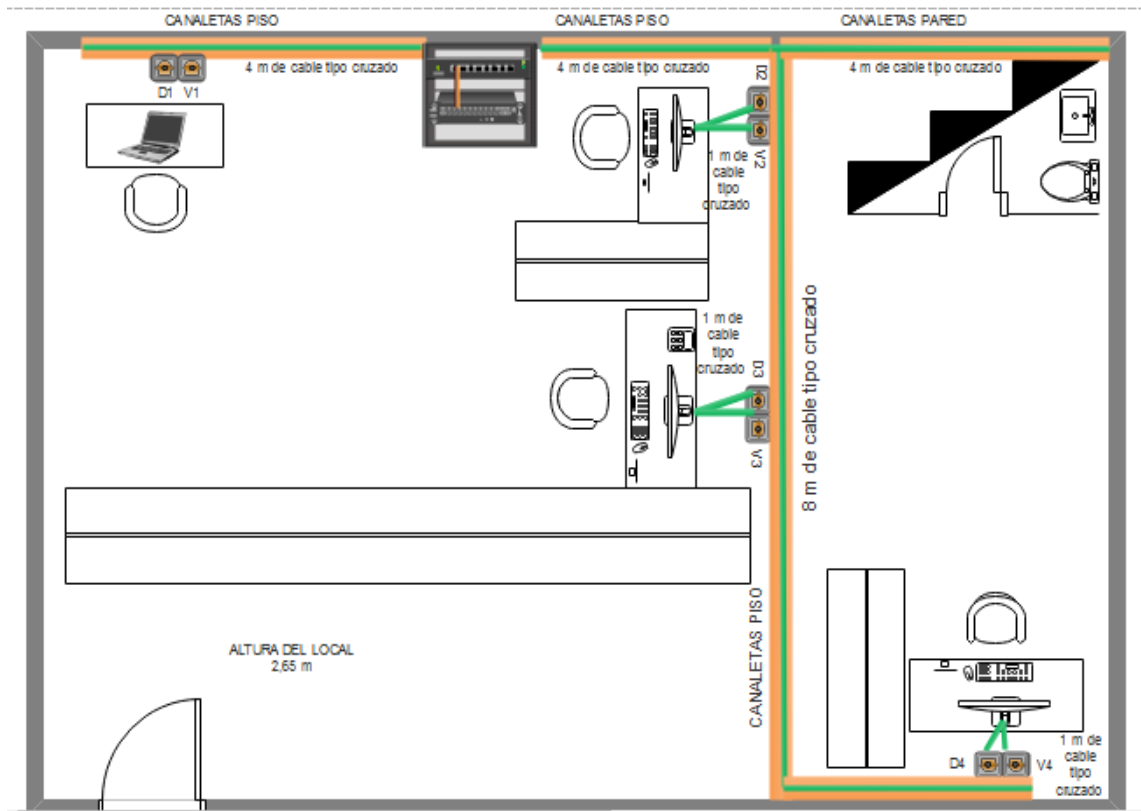 CANALETAS PISO
CANALETAS PISO
CANALETAS PARED
4 m de cable tipo cruzado
4 m de cable tipo cruzado
4 m de cable tipo cruzado
D1 V1
D2
V2
1 m de
cable
tipo
cruzado
1 m de
cable
tipo
cruzado
D3
V3
8 m de cable tipo cruzado
CANALETAS PISO
ALTURA DEL LOCAL
2,65 m
D4
V4
1 m de
cable
tipo
cruzado